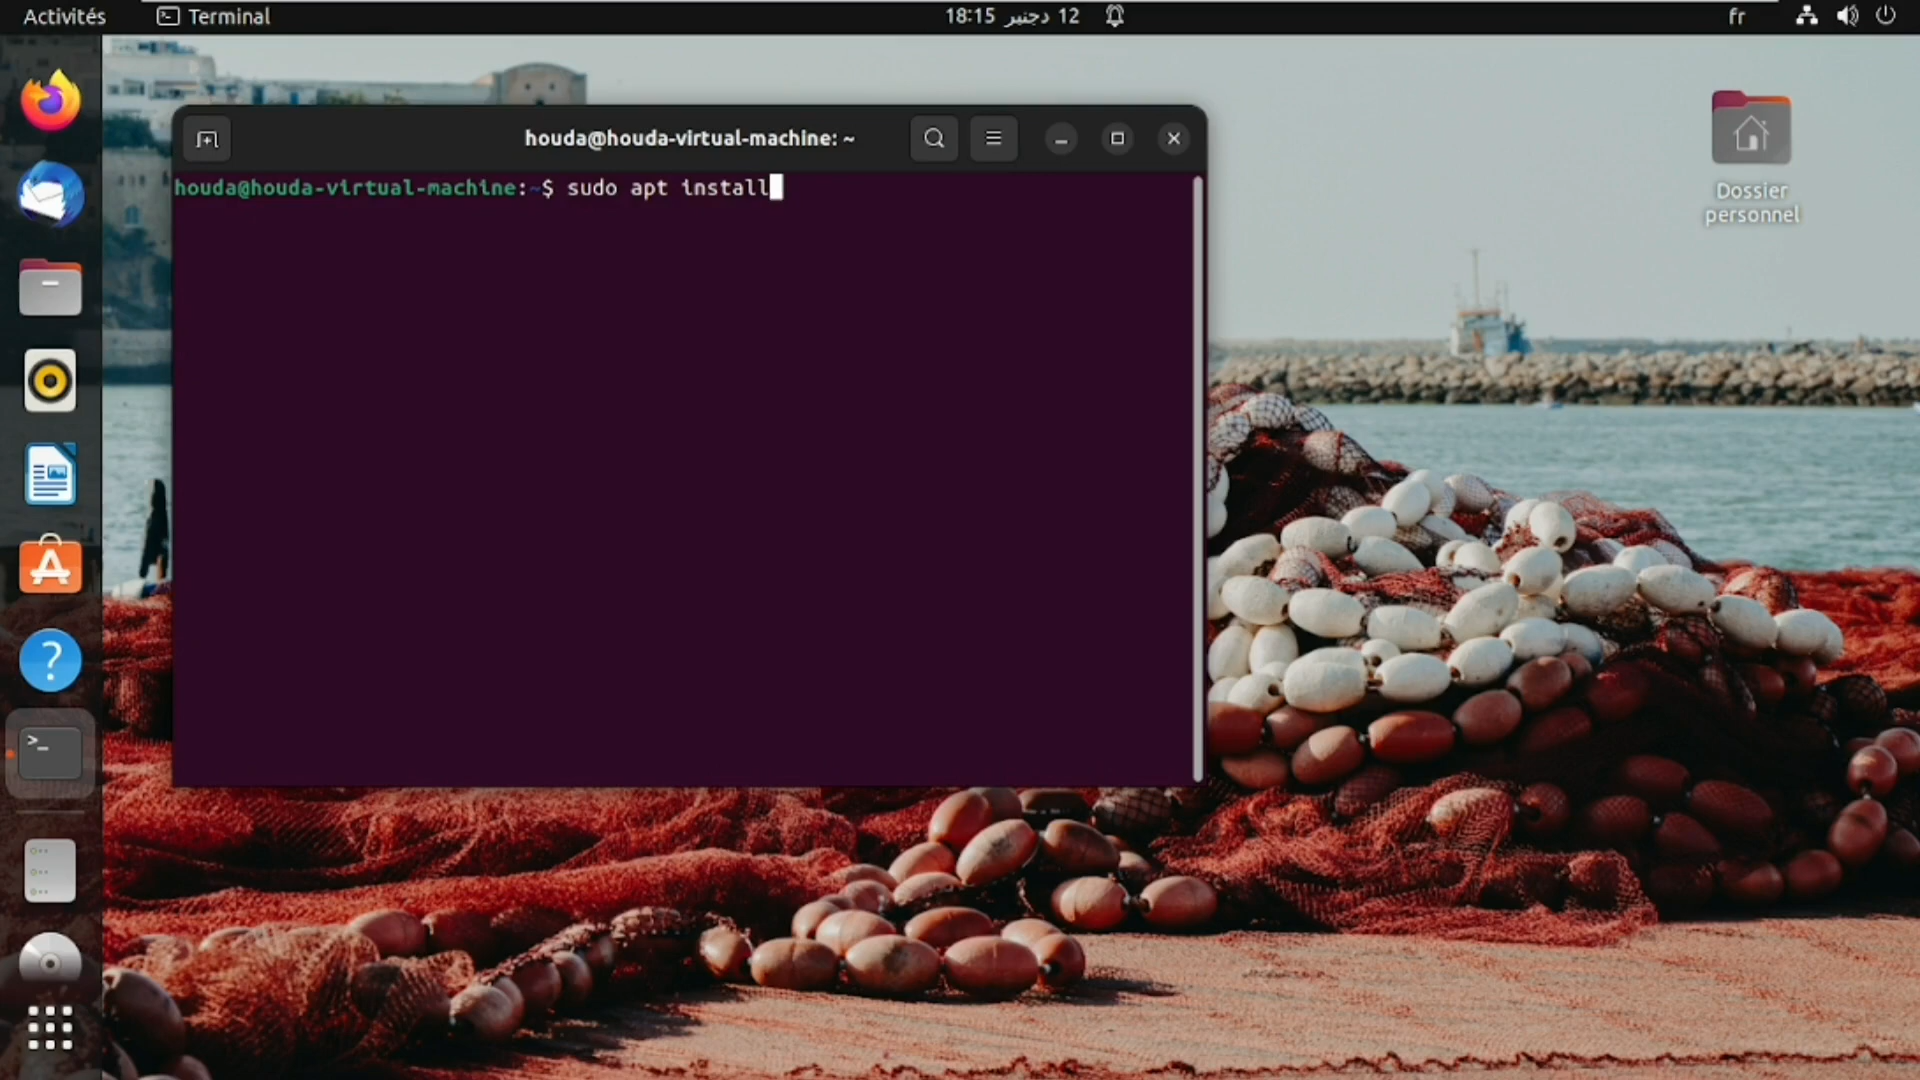 Activités
Terminal
18:15 12 دجنبر
fr
houda@houda-virtual-machine: ~
houda@houda-virtual-machine:~$ sudo apt install
Dossier
personnel